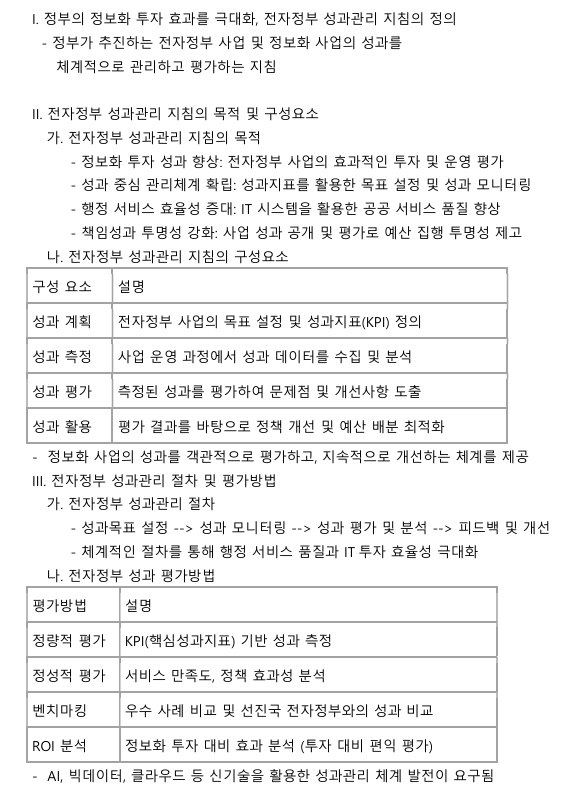 I. 정부의 정보화 투자 효과를 극대화, 전자정부 성과관리 지침의 정의
- 정부가 추진하는 전자정부 사업 및 정보화 사업의 성과를
체계적으로 관리하고 평가하는 지침
II. 전자정부 성과관리 지침의 목적 및 구성요소
가. 전자정부 성과관리 지침의 목적
- 정보화 투자 성과 향상: 전자정부 사업의 효과적인 투자 및 운영 평가
- 성과 중심 관리체계 확립: 성과지표를 활용한 목표 설정 및 성과 모니터링
- 행정 서비스 효율성 증대: IT 시스템을 활용한 공공 서비스 품질 향상
- 책임성과 투명성 강화: 사업 성과 공개 및 평가로 예산 집행 투명성 제고
나. 전자정부 성과관리 지침의 구성요소
구성 요소 설명
성과 계획 전자정부 사업의 목표 설정 및 성과지표(KPI) 정의
성과 측정 사업 운영 과정에서 성과 데이터를 수집 및 분석
성과 평가 측정된 성과를 평가하여 문제점 및 개선사항 도출
성과 활용 평가 결과를 바탕으로 정책 개선 및 예산 배분 최적화
- 정보화 사업의 성과를 객관적으로 평가하고, 지속적으로 개선하는 체계를 제공
III. 전자정부 성과관리 절차 및 평가방법
가. 전자정부 성과관리 절차
- 성과목표 설정 --> 성과 모니터링 --> 성과 평가 및 분석 --> 피드백 및 개선
- 체계적인 절차를 통해 행정 서비스 품질과 IT 투자 효율성 극대화
나. 전자정부 성과 평가방법
평가방법 설명
정량적 평가 KPI(핵심성과지표) 기반 성과 측정
정성적 평가 서비스 만족도, 정책 효과성 분석
벤치마킹 우수 사례 비교 및 선진국 전자정부와의 성과 비교
ROI 분석 정보화 투자 대비 효과 분석 (투자 대비 편익 평가)
- AI, 빅데이터, 클라우드 등 신기술을 활용한 성과관리 체계 발전이 요구됨